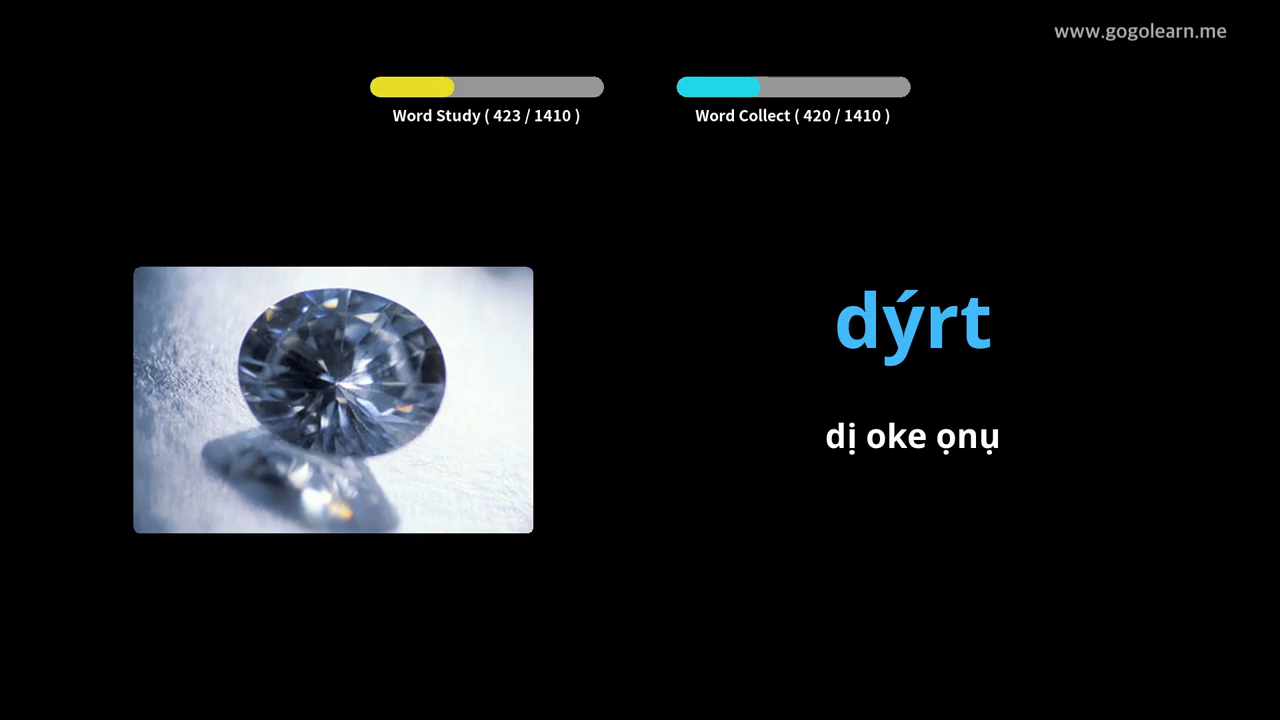 www.gogolearn.me
Word Study ( 423 / 1410 )
Word Collect ( 420 / 1410 )
dýrt
dị oke ọnụ